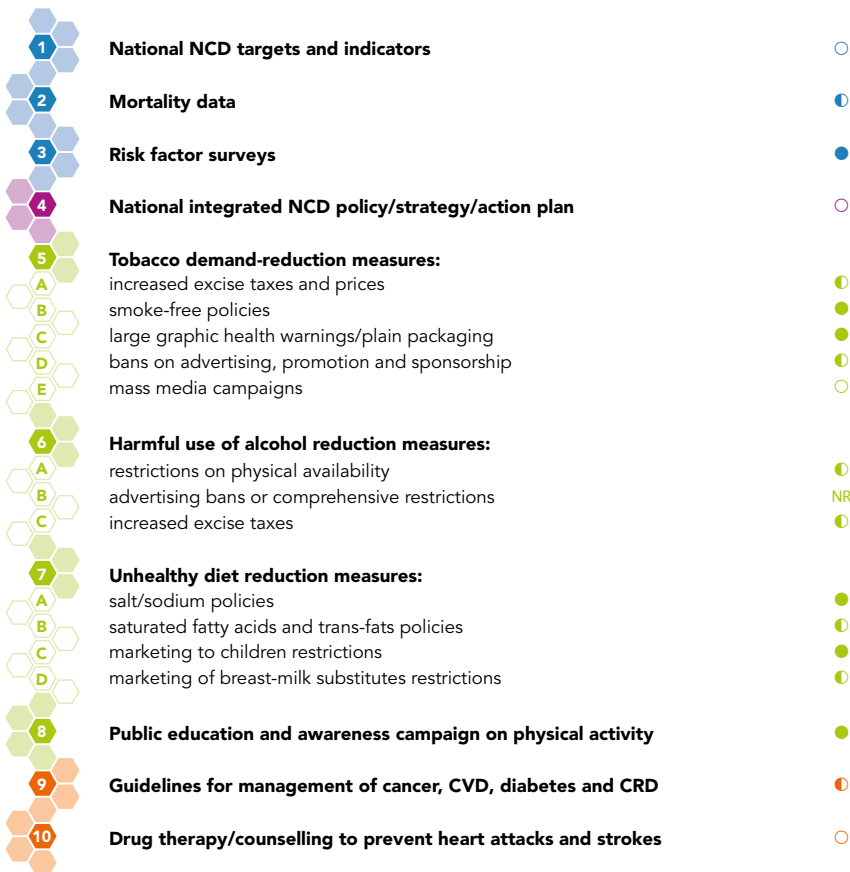 1 National NCD targets and indicators ○
2 Mortality data ◐
3 Risk factor surveys ●
4 National integrated NCD policy/strategy/action plan ○
5 Tobacco demand-reduction measures:
A increased excise taxes and prices ◐
B smoke-free policies ●
C large graphic health warnings/plain packaging ●
D bans on advertising, promotion and sponsorship ◐
E mass media campaigns ○
6 Harmful use of alcohol reduction measures:
A restrictions on physical availability ◐
B advertising bans or comprehensive restrictions NR
C increased excise taxes ◐
7 Unhealthy diet reduction measures:
A salt/sodium policies ●
B saturated fatty acids and trans-fats policies ◐
C marketing to children restrictions ●
D marketing of breast-milk substitutes restrictions ◐
8 Public education and awareness campaign on physical activity ●
9 Guidelines for management of cancer, CVD, diabetes and CRD ◐
10 Drug therapy/counselling to prevent heart attacks and strokes ○